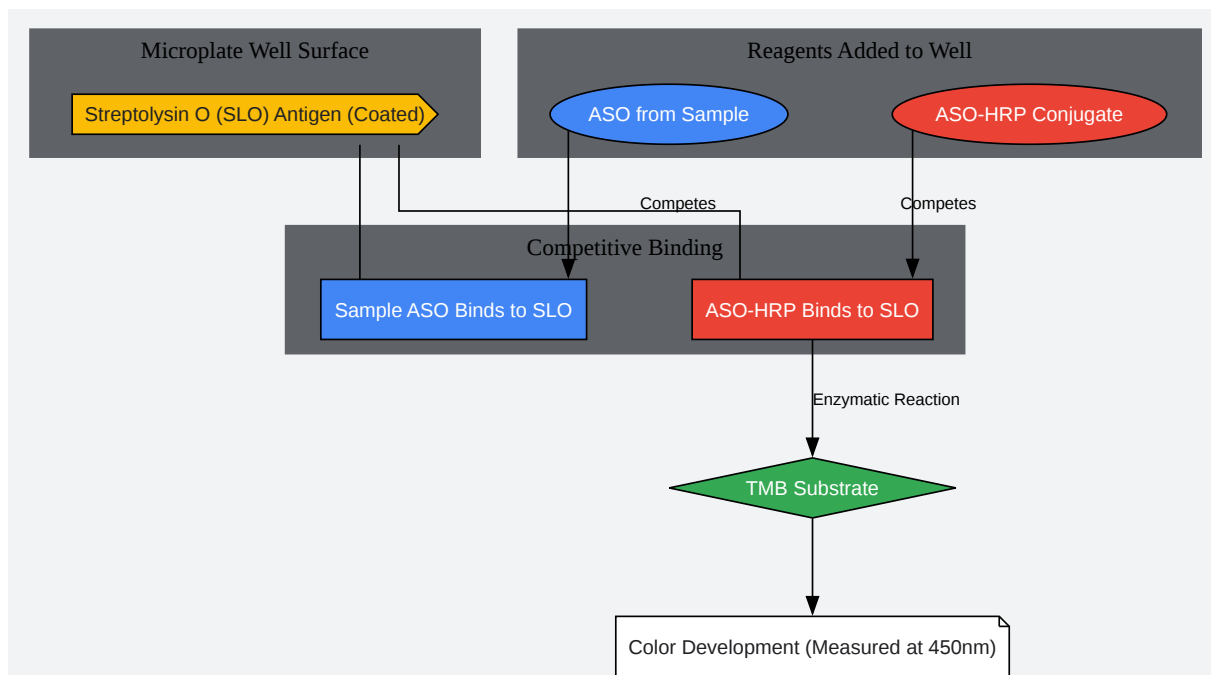 Microplate Well Surface
Reagents Added to Well
Streptolysin O (SLO) Antigen (Coated)
ASO from Sample
ASO-HRP Conjugate
Competes
Competes
Competitive Binding
Sample ASO Binds to SLO
ASO-HRP Binds to SLO
Enzymatic Reaction
TMB Substrate
Color Development (Measured at 450nm)